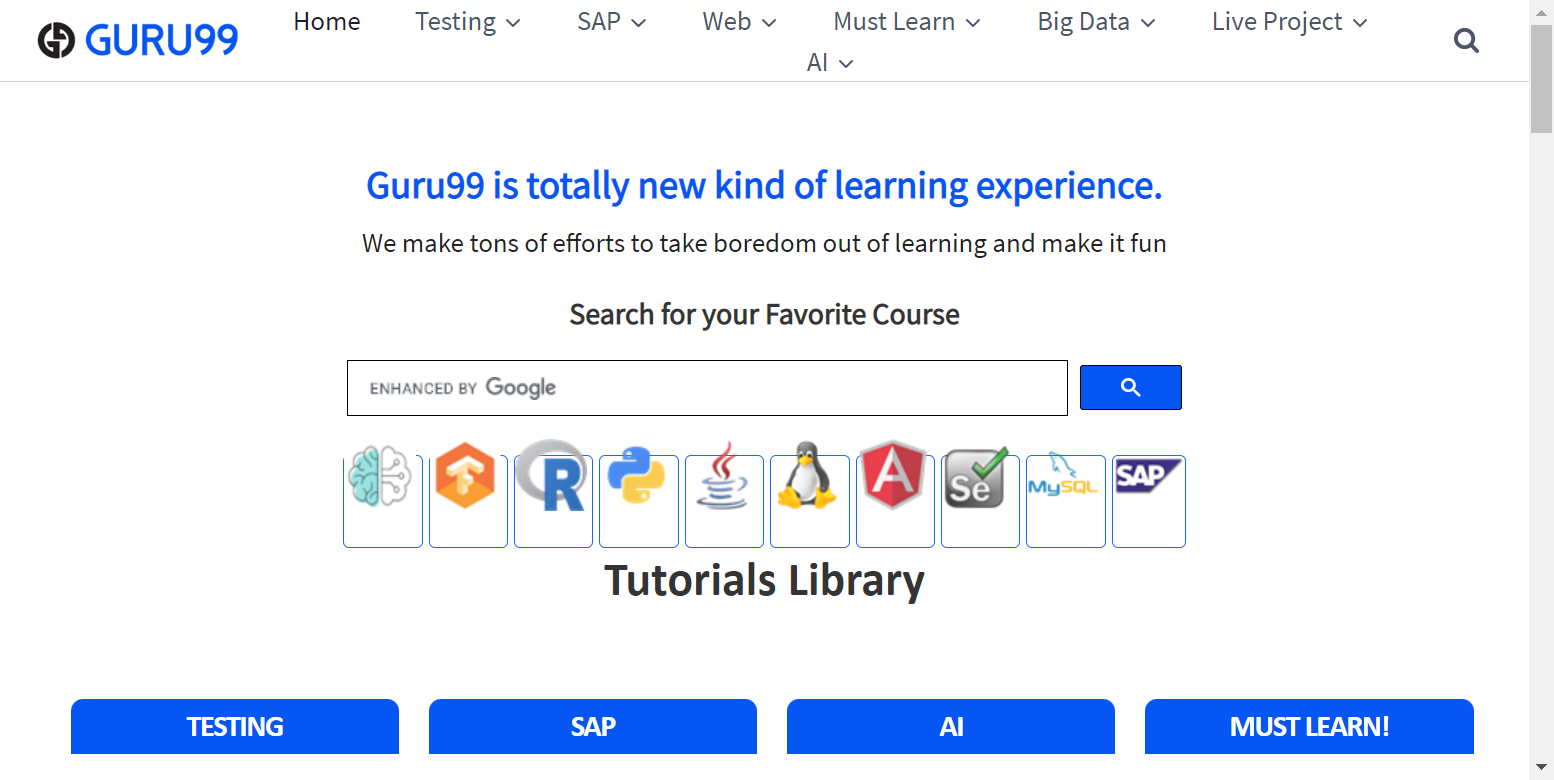 GURU99
Home Testing SAP Web Must Learn Big Data Live Project
AI
Guru99 is totally new kind of learning experience.
We make tons of efforts to take boredom out of learning and make it fun
Search for your Favorite Course
ENHANCED BY Google
R
A
Se
MySQL
SAP
Tutorials Library
TESTING SAP AI MUST LEARN!